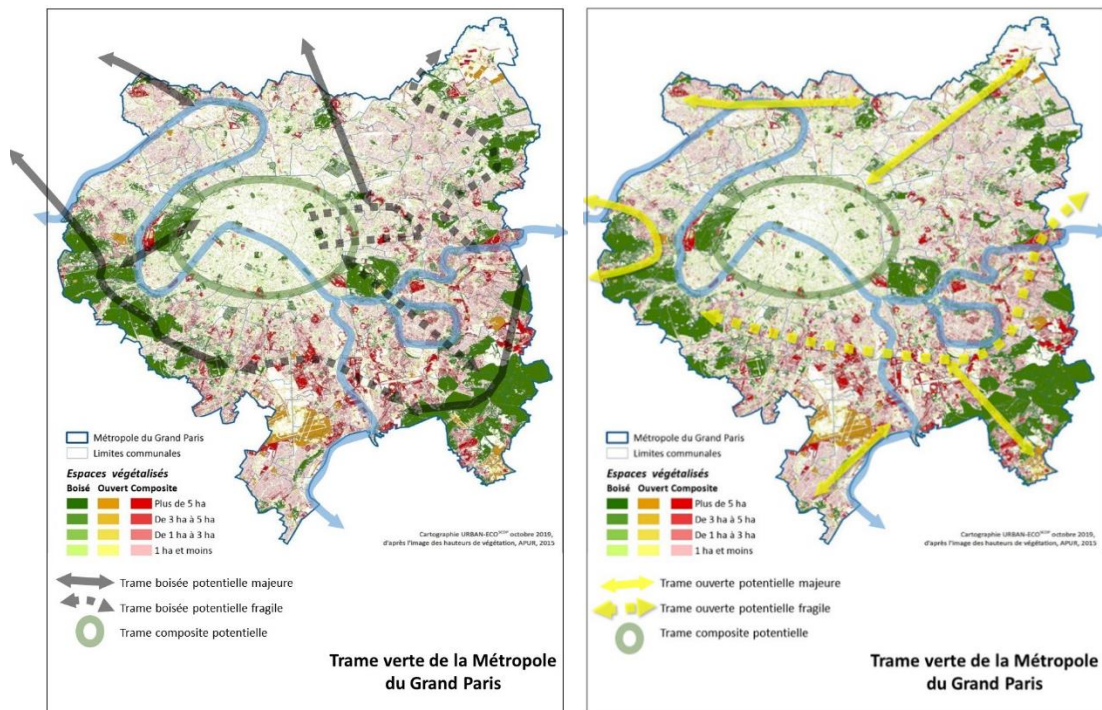 Métropole du Grand Paris
Limites communales
Espaces végétalisés
Boisé Ouvert Composite
Plus de 5 ha
De 3 ha à 5 ha
De 1 ha à 3 ha
1 ha et moins
Cartographie URBAN-ECO SCOP octobre 2019,
d'après l'image des hauteurs de végétation, APUR, 2015
Trame boisée potentielle majeure
Trame boisée potentielle fragile
Trame composite potentielle
Trame verte de la Métropole
du Grand Paris
Métropole du Grand Paris
Limites communales
Espaces végétalisés
Boisé Ouvert Composite
Plus de 5 ha
De 3 ha à 5 ha
De 1 ha à 3 ha
1 ha et moins
Cartographie URBAN-ECO SCOP octobre 2019,
d'après l'image des hauteurs de végétation, APUR, 2015
Trame ouverte potentielle majeure
Trame ouverte potentielle fragile
Trame composite potentielle
Trame verte de la Métropole
du Grand Paris